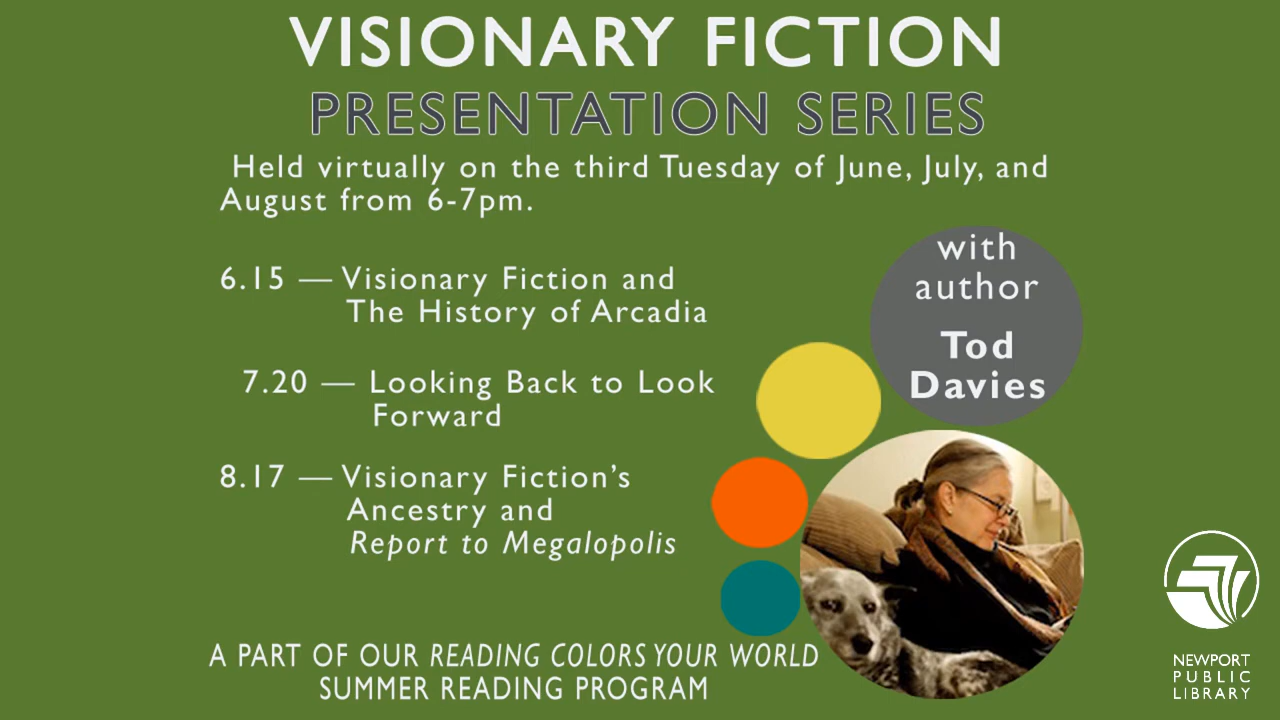 VISIONARY FICTION
PRESENTATION SERIES
Held virtually on the third Tuesday of June, July, and
August from 6-7pm.
with
author
Tod
Davies
6.15 — Visionary Fiction and
The History of Arcadia
7.20 — Looking Back to Look
Forward
8.17 — Visionary Fiction's
Ancestry and
Report to Megalopolis
A PART OF OUR READING COLORS YOUR WORLD
SUMMER READING PROGRAM
NEWPORT
PUBLIC
LIBRARY